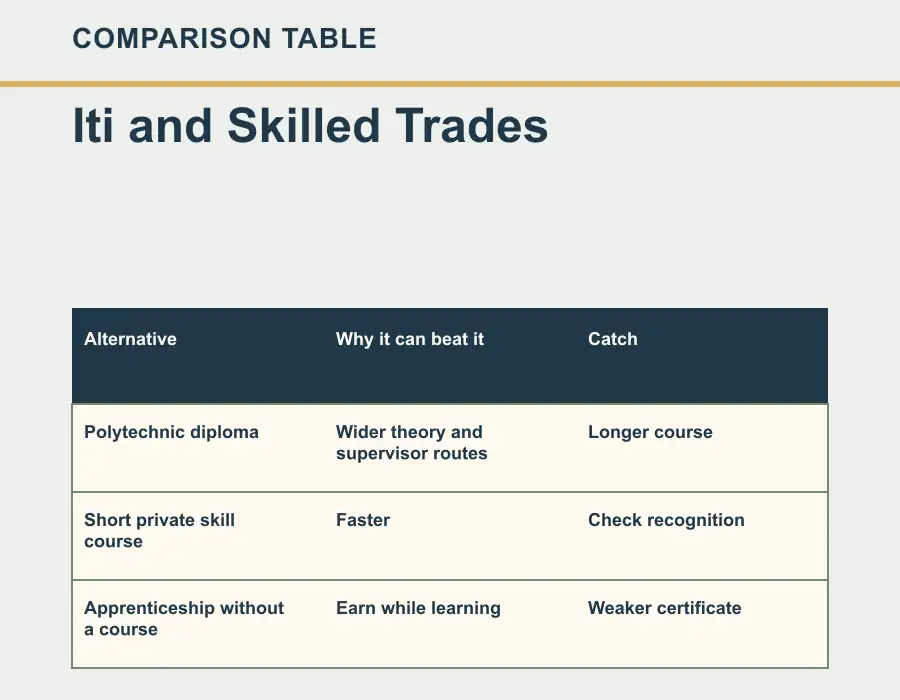 COMPARISON TABLE
Iti and Skilled Trades
Alternative
Why it can beat it
Catch
Polytechnic diploma
Wider theory and
supervisor routes
Longer course
Short private skill
course
Faster
Check recognition
Apprenticeship without
a course
Earn while learning
Weaker certificate